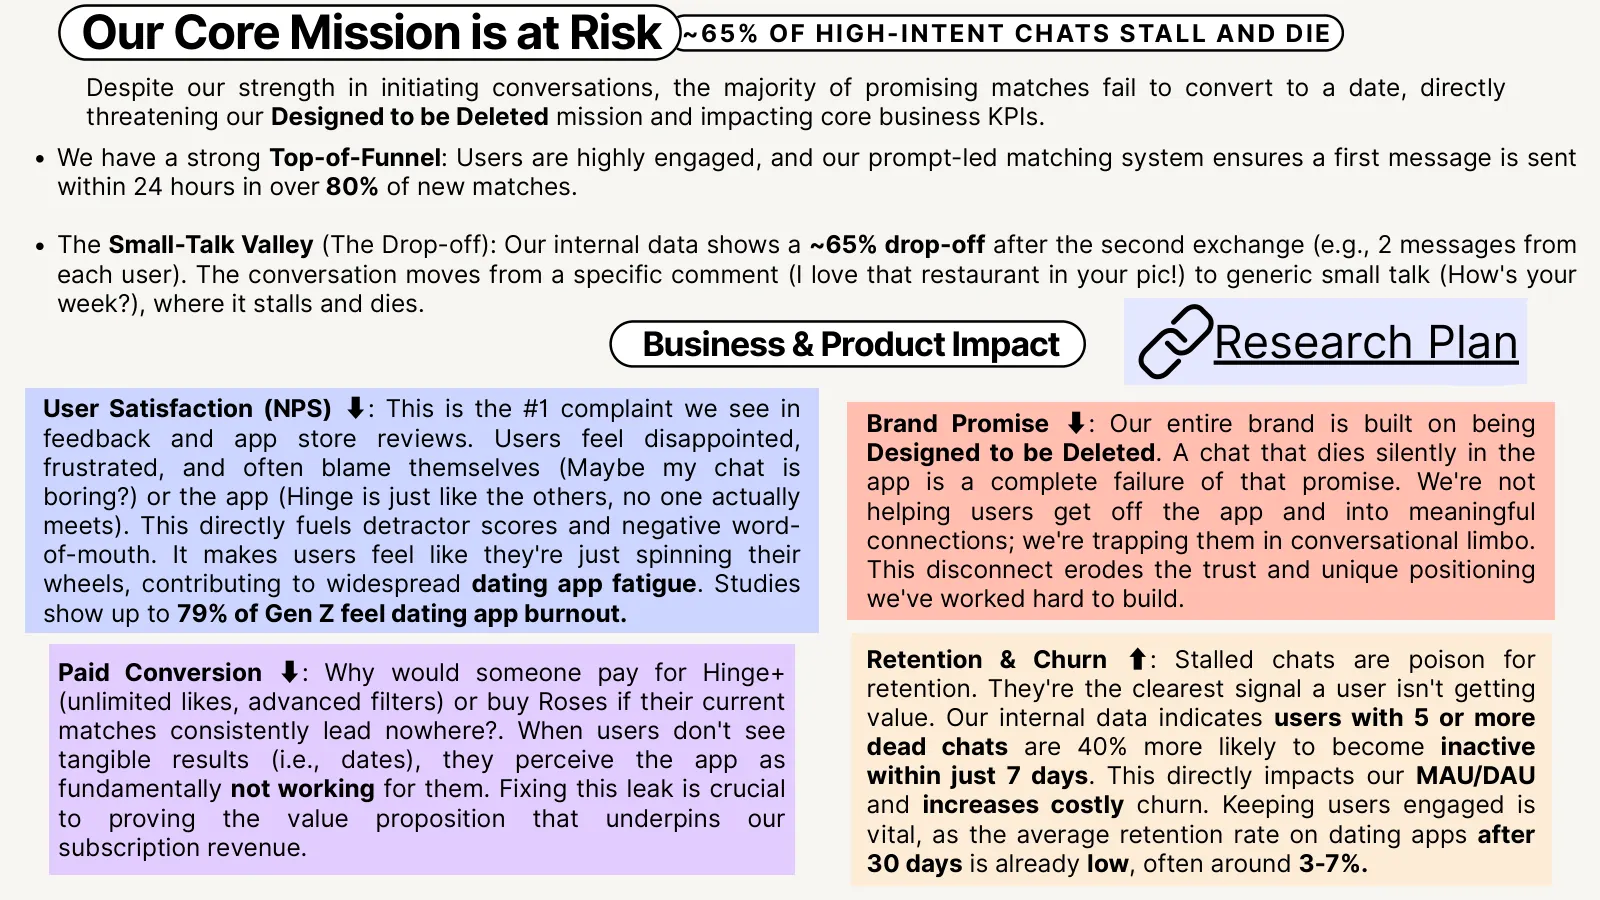 Our Core Mission is at Risk
~65% OF HIGH-INTENT CHATS STALL AND DIE
Despite our strength in initiating conversations, the majority of promising matches fail to convert to a date, directly
threatening our Designed to be Deleted mission and impacting core business KPIs.
• We have a strong Top-of-Funnel: Users are highly engaged, and our prompt-led matching system ensures a first message is sent
within 24 hours in over 80% of new matches.
• The Small-Talk Valley (The Drop-off): Our internal data shows a ~65% drop-off after the second exchange (e.g., 2 messages from
each user). The conversation moves from a specific comment (I love that restaurant in your pic!) to generic small talk (How's your
week?), where it stalls and dies.
Business & Product Impact
Research Plan
User Satisfaction (NPS) ⬇: This is the #1 complaint we see in
feedback and app store reviews. Users feel disappointed,
frustrated, and often blame themselves (Maybe my chat is
boring?) or the app (Hinge is just like the others, no one actually
meets). This directly fuels detractor scores and negative word-
of-mouth. It makes users feel like they're just spinning their
wheels, contributing to widespread dating app fatigue. Studies
show up to 79% of Gen Z feel dating app burnout.
Brand Promise ⬇: Our entire brand is built on being
Designed to be Deleted. A chat that dies silently in the
app is a complete failure of that promise. We're not
helping users get off the app and into meaningful
connections; we're trapping them in conversational limbo.
This disconnect erodes the trust and unique positioning
we've worked hard to build.
Paid Conversion ⬇: Why would someone pay for Hinge+
(unlimited likes, advanced filters) or buy Roses if their current
matches consistently lead nowhere?. When users don't see
tangible results (i.e., dates), they perceive the app as
fundamentally not working for them. Fixing this leak is crucial
to proving the value proposition that underpins our
subscription revenue.
Retention & Churn ⬆: Stalled chats are poison for
retention. They're the clearest signal a user isn't getting
value. Our internal data indicates users with 5 or more
dead chats are 40% more likely to become inactive
within just 7 days. This directly impacts our MAU/DAU
and increases costly churn. Keeping users engaged is
vital, as the average retention rate on dating apps after
30 days is already low, often around 3-7%.